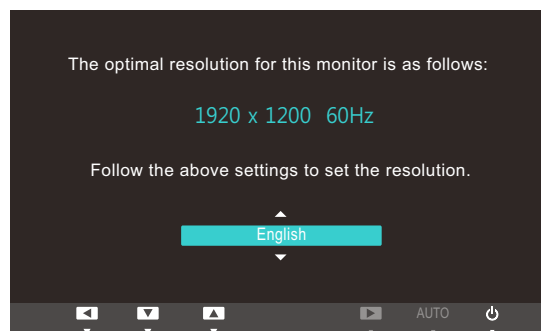 The optimal resolution for this monitor is as follows:
1920 x 1200 60Hz
Follow the above settings to set the resolution.
English
AUTO